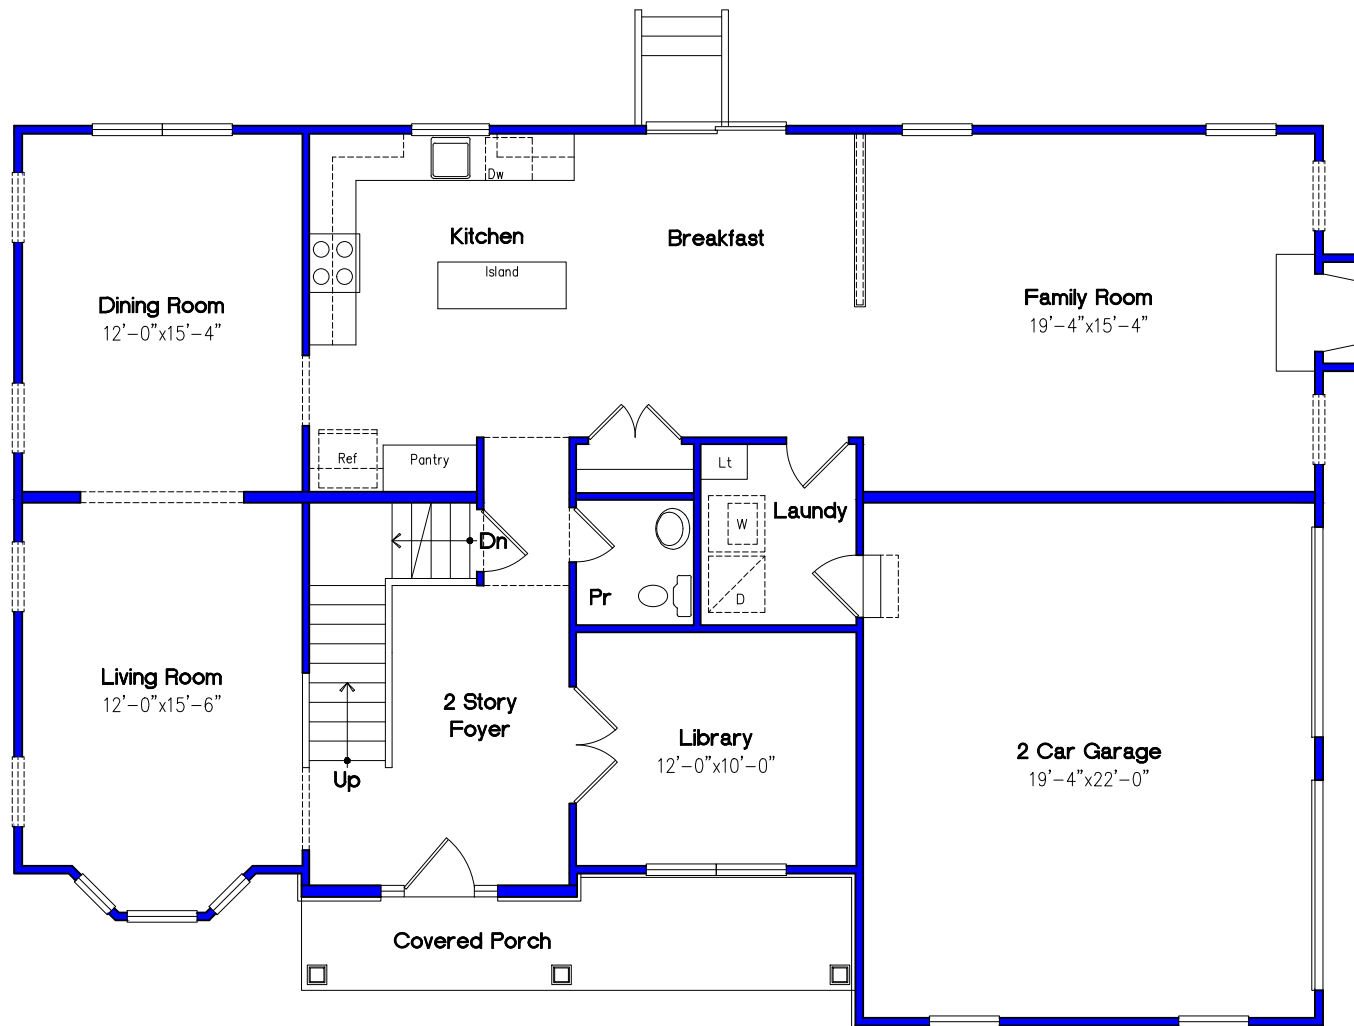 Dw
Kitchen
Breakfast
Island
Dining Room
12'-0"x15'-4"
Family Room
19'-4"x15'-4"
Ref
Pantry
Lt
Laundy
W
Dn
Pr
D
Living Room
12'-0"x15'-6"
2 Story
Foyer
Library
12'-0"x10'-0"
2 Car Garage
19'-4"x22'-0"
Up
Covered Porch